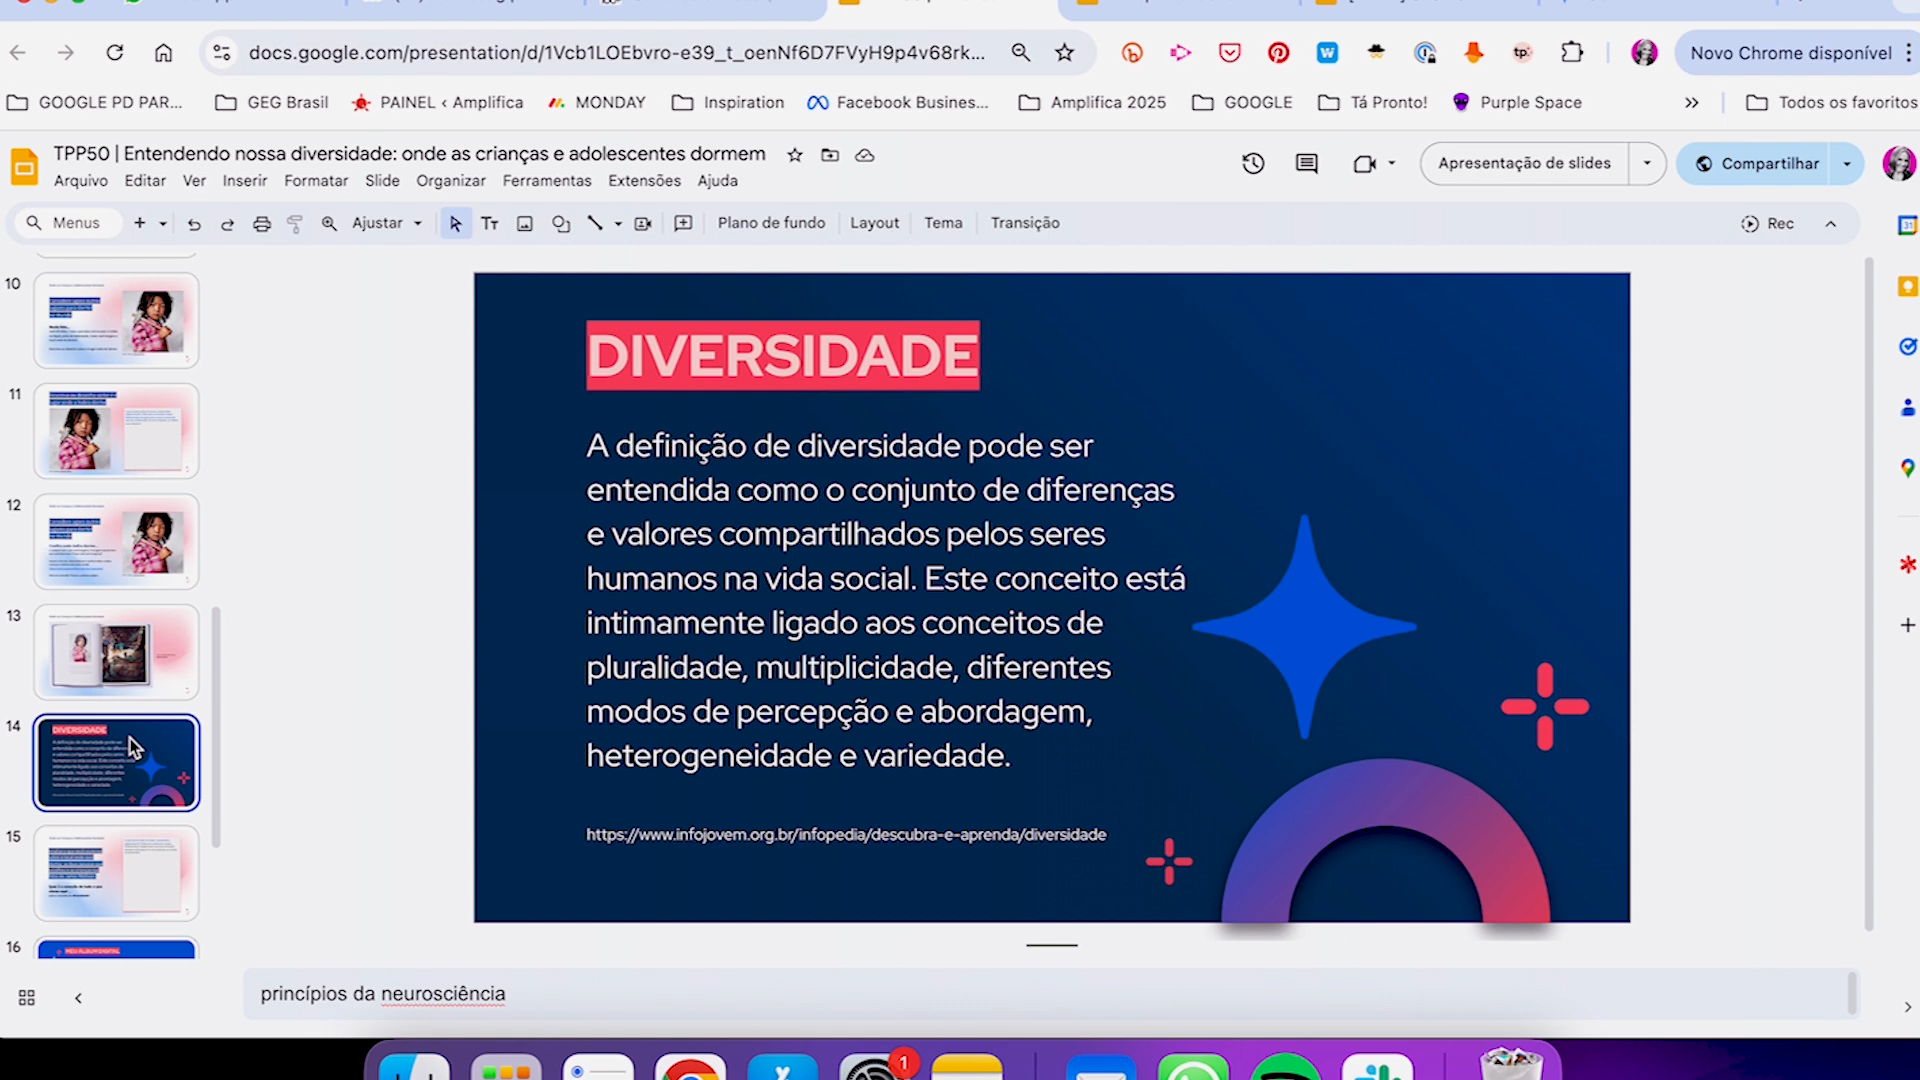 docs.google.com/presentation/d/1Vcb1LOEbvro-e39_t_oenNf6D7FVyH9p4v68rk...
Novo Chrome disponível
GOOGLE PD PAR...
GEG Brasil
PAINEL ‹ Amplifica
MONDAY
Inspiration
Facebook Busines...
Amplifica 2025
GOOGLE
Tá Pronto!
Purple Space
Todos os favoritos
TPP50 | Entendendo nossa diversidade: onde as crianças e adolescentes dormem
Arquivo Editar Ver Inserir Formatar Slide Organizar Ferramentas Extensões Ajuda
Apresentação de slides
Compartilhar
Menus
Ajustar
Plano de fundo
Layout
Tema
Transição
Rec
10
11
12
13
14
DIVERSIDADE
15
16
MEU ÁLBUM DIGITAL
DIVERSIDADE
A definição de diversidade pode ser
entendida como o conjunto de diferenças
e valores compartilhados pelos seres
humanos na vida social. Este conceito está
intimamente ligado aos conceitos de
pluralidade, multiplicidade, diferentes
modos de percepção e abordagem,
heterogeneidade e variedade.
https://www.infojovem.org.br/infopedia/descubra-e-aprenda/diversidade
princípios da neurosciência
1